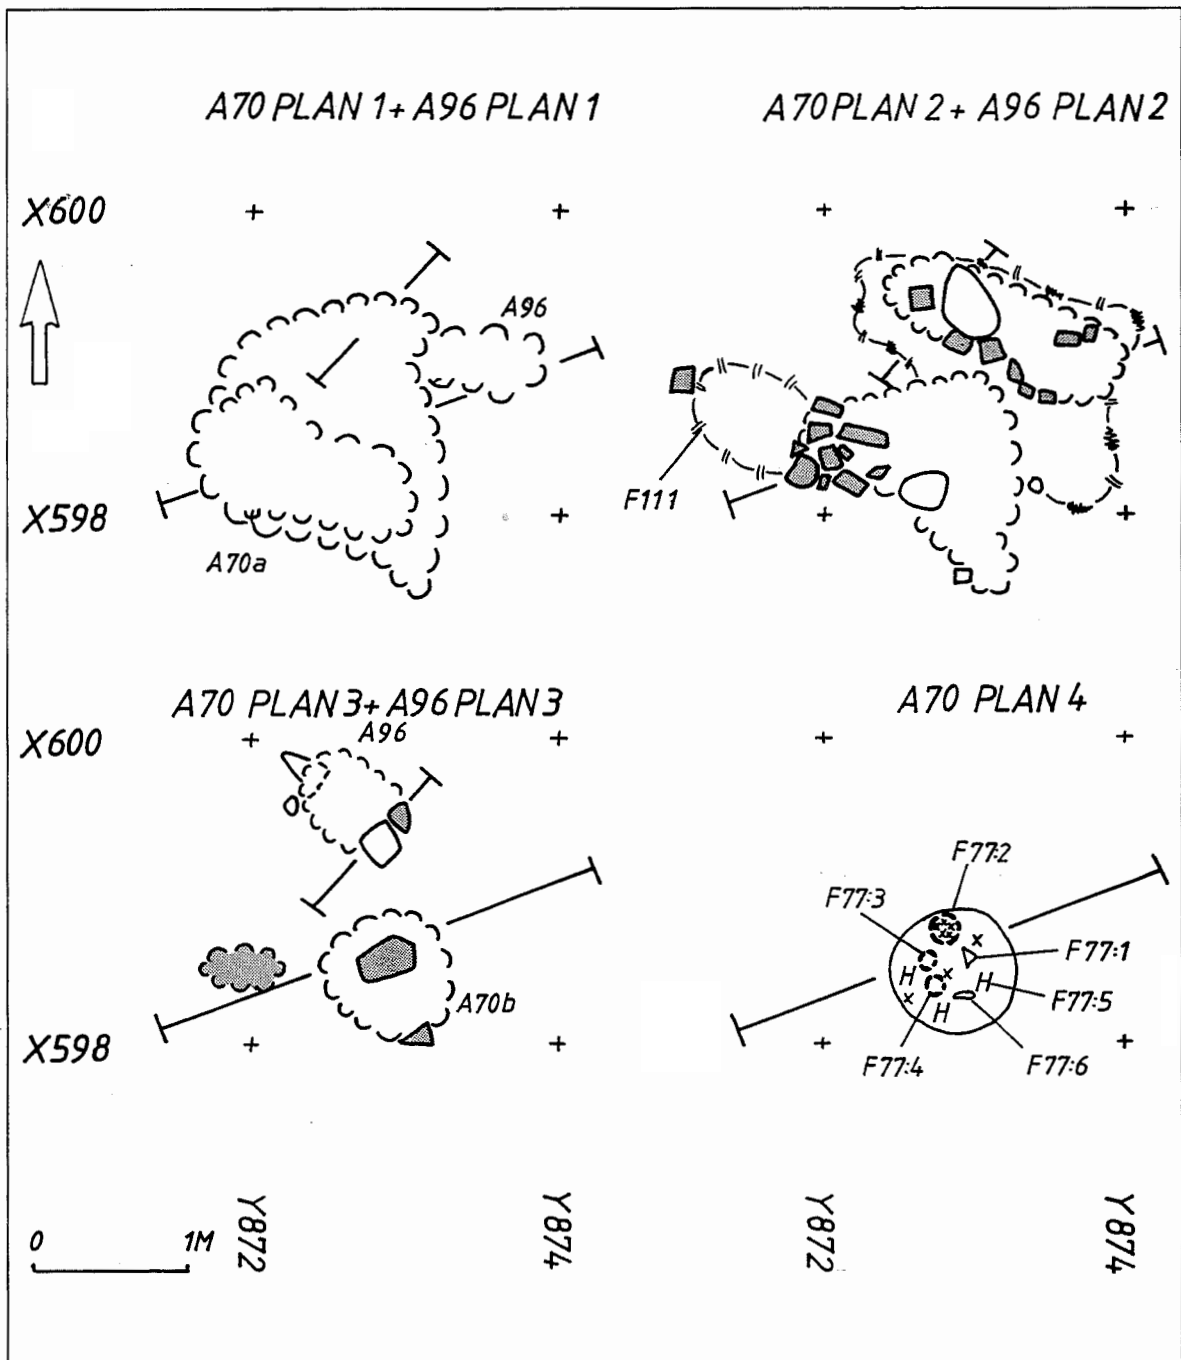 A70 PLAN 1+ A96 PLAN 1
A70 PLAN 2+ A96 PLAN 2
X600
A96
F111
X598
A70a
A70 PLAN 3+ A96 PLAN 3
A70 PLAN 4
X600
A96
F77:2
F77:3
F77:1
H
H
A70b
F77:5
H
X598
F77:4
F77:6
Y872
Y874
Y872
Y874
0
1M